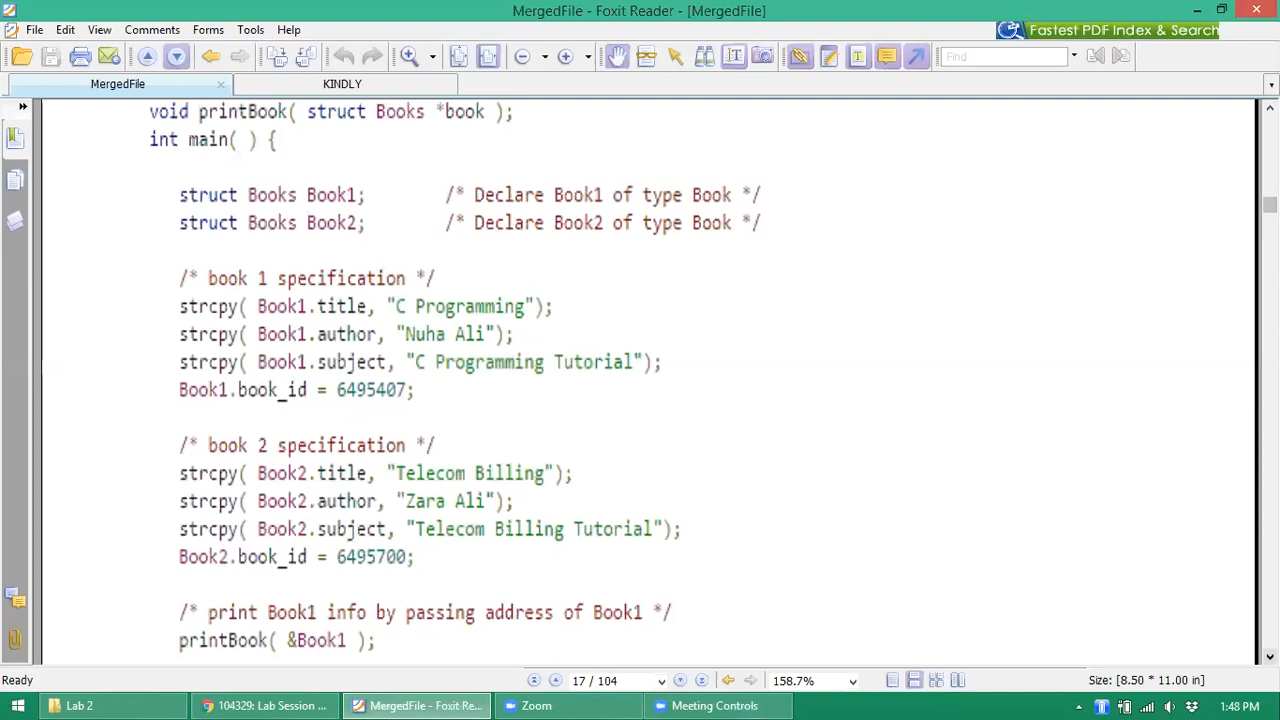 MergedFile - Foxit Reader - [MergedFile]
File Edit View Comments Forms Tools Help
Fastest PDF Index & Search
Find
MergedFile
KINDLY
void printBook( struct Books *book );
int main( ) {
struct Books Book1; /* Declare Book1 of type Book */
struct Books Book2; /* Declare Book2 of type Book */
/* book 1 specification */
strcpy( Book1.title, "C Programming");
strcpy( Book1.author, "Nuha Ali");
strcpy( Book1.subject, "C Programming Tutorial");
Book1.book_id = 6495407;
/* book 2 specification */
strcpy( Book2.title, "Telecom Billing");
strcpy( Book2.author, "Zara Ali");
strcpy( Book2.subject, "Telecom Billing Tutorial");
Book2.book_id = 6495700;
/* print Book1 info by passing address of Book1 */
printBook( &Book1 );
Ready
17 / 104
158.7%
Size: [8.50 * 11.00 in]
Lab 2
104329: Lab Session ...
MergedFile - Foxit Re...
Zoom
Meeting Controls
1:48 PM